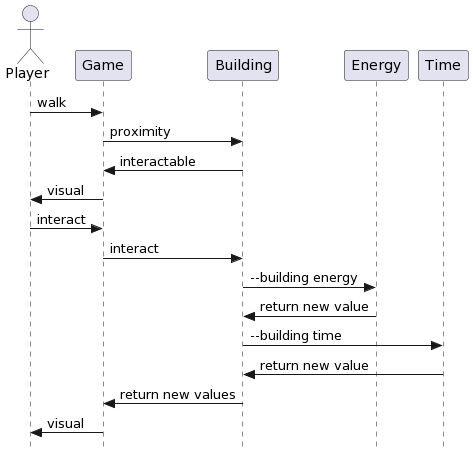 Player
Game
Building
Energy
Time
walk
proximity
interactable
visual
interact
interact
--building energy
return new value
--building time
return new value
return new values
visual